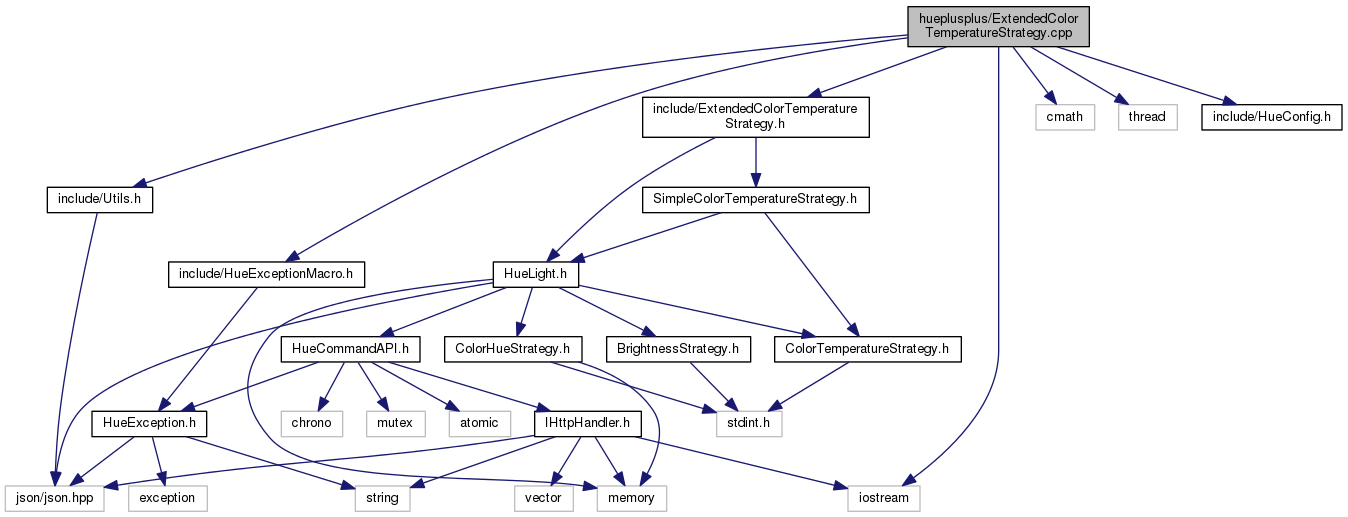 hueplusplus/ExtendedColor
TemperatureStrategy.cpp
include/ExtendedColorTemperature
Strategy.h
cmath
thread
include/HueConfig.h
include/Utils.h
SimpleColorTemperatureStrategy.h
include/HueExceptionMacro.h
HueLight.h
HueCommandAPI.h
ColorHueStrategy.h
BrightnessStrategy.h
ColorTemperatureStrategy.h
HueException.h
chrono
mutex
atomic
IHttpHandler.h
stdint.h
json/json.hpp
exception
string
vector
memory
iostream